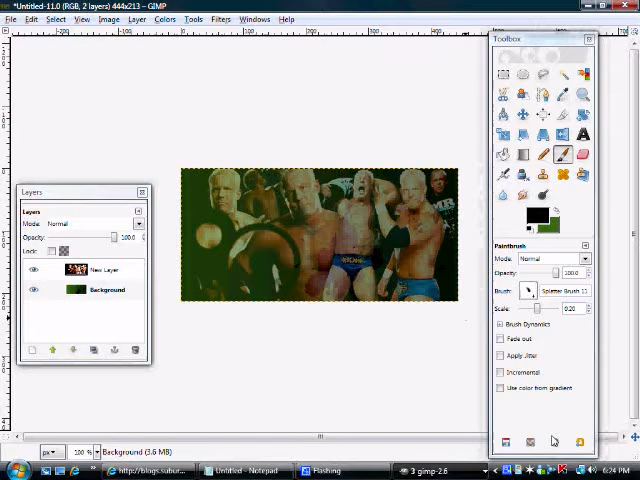 *Untitled-11.0 (RGB, 2 layers) 444x213 – GIMP
File Edit Select View Image Layer Colors Tools Filters Windows Help
Toolbox
Layers
Layers
Mode: Normal
Opacity: 100.0
Lock:
New Layer
Background
Paintbrush
Mode: Normal
Opacity: 100.0
Brush: Splatter Brush 11
Scale: 0.20
Brush Dynamics
Fade out
Apply Jitter
Incremental
Use color from gradient
px 100 % Background (3.6 MB)
http://blogs.subur... Untitled - Notepad Flashing 3 gimp-2.6 6:24 PM